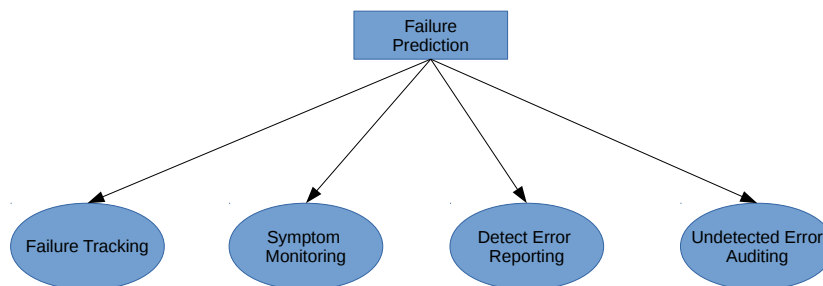 Failure
Prediction
Failure Tracking
Symptom
Monitoring
Detect Error
Reporting
Undetected Error
Auditing